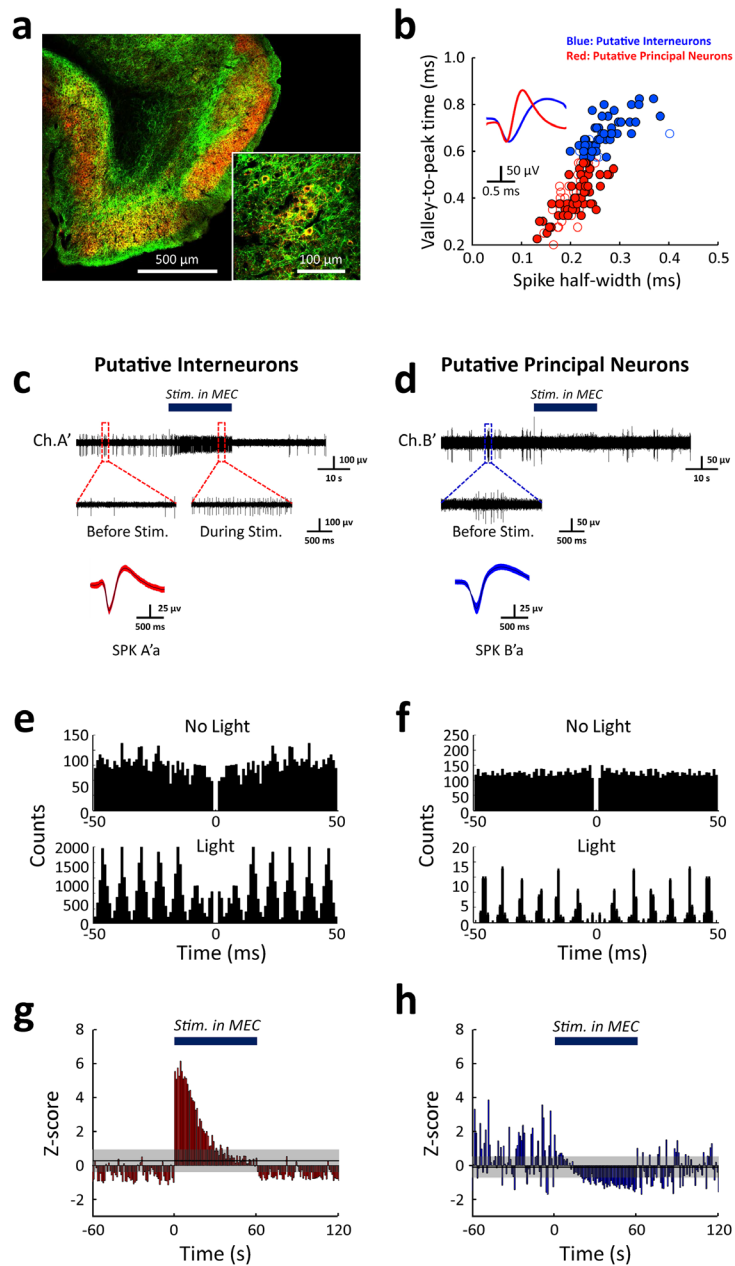 a
500 µm
100 µm
b
Blue: Putative Interneurons
Red: Putative Principal Neurons
Valley-to-peak time (ms)
1.0
0.8
0.6
0.4
0.2
50 µV
0.5 ms
0.0 0.1 0.2 0.3 0.4 0.5
Spike half-width (ms)
Putative Interneurons
c
Stim. in MEC
Ch.A'
100 µv
10 s
Before Stim.
During Stim.
100 µv
500 ms
25 µv
500 ms
SPK A'a
Putative Principal Neurons
d
Stim. in MEC
Ch.B'
50 µv
10 s
Before Stim.
50 µv
500 ms
25 µv
500 ms
SPK B'a
e
No Light
150
100
50
0
-50 0 50
Counts
Light
2000
1500
1000
500
0
-50 0 50
Time (ms)
f
No Light
250
200
150
100
50
0
-50 0 50
Counts
Light
20
15
10
5
0
-50 0 50
Time (ms)
g
Stim. in MEC
Z-score
8
6
4
2
0
-2
-60 0 60 120
Time (s)
h
Stim. in MEC
Z-score
8
6
4
2
0
-2
-60 0 60 120
Time (s)